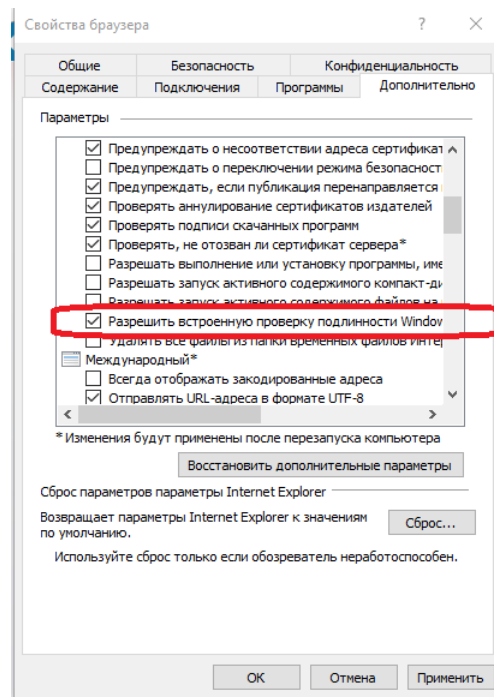 Свойства браузера
?
Общие Безопасность Конфиденциальность
Содержание Подключения Программы Дополнительно
Параметры
Предупреждать о несоответствии адреса сертификат
Предупреждать о переключении режима безопасност
Предупреждать, если публикация перенаправляется
Проверять аннулирование сертификатов издателей
Проверять подписи скачанных программ
Проверять, не отозван ли сертификат сервера*
Разрешать выполнение или установку программы, име
Разрешать запуск активного содержимого компакт-ди
Разрешать запуск активного содержимого файлов на
Разрешить встроенную проверку подлинности Window
Удалять все файлы из папки временных файлов Инте
Международный*
Всегда отображать закодированные адреса
Отправлять URL-адреса в формате UTF-8
*Изменения будут применены после перезапуска компьютера
Восстановить дополнительные параметры
Сброс параметров параметры Internet Explorer
Возвращает параметры Internet Explorer к значениям
по умолчанию.
Сброс...
Используйте сброс только если обозреватель неработоспособен.
ОК Отмена Применить